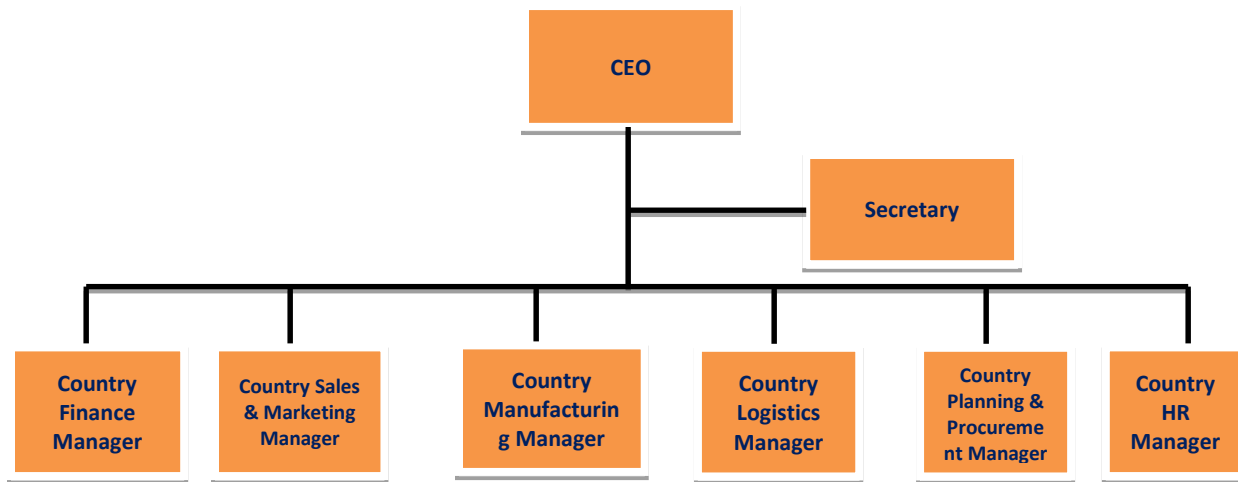 CEO
Secretary
Country
Finance
Manager
Country Sales
& Marketing
Manager
Country
Manufacturin
g Manager
Country
Logistics
Manager
Country
Planning &
Procureme
nt Manager
Country
HR
Manager